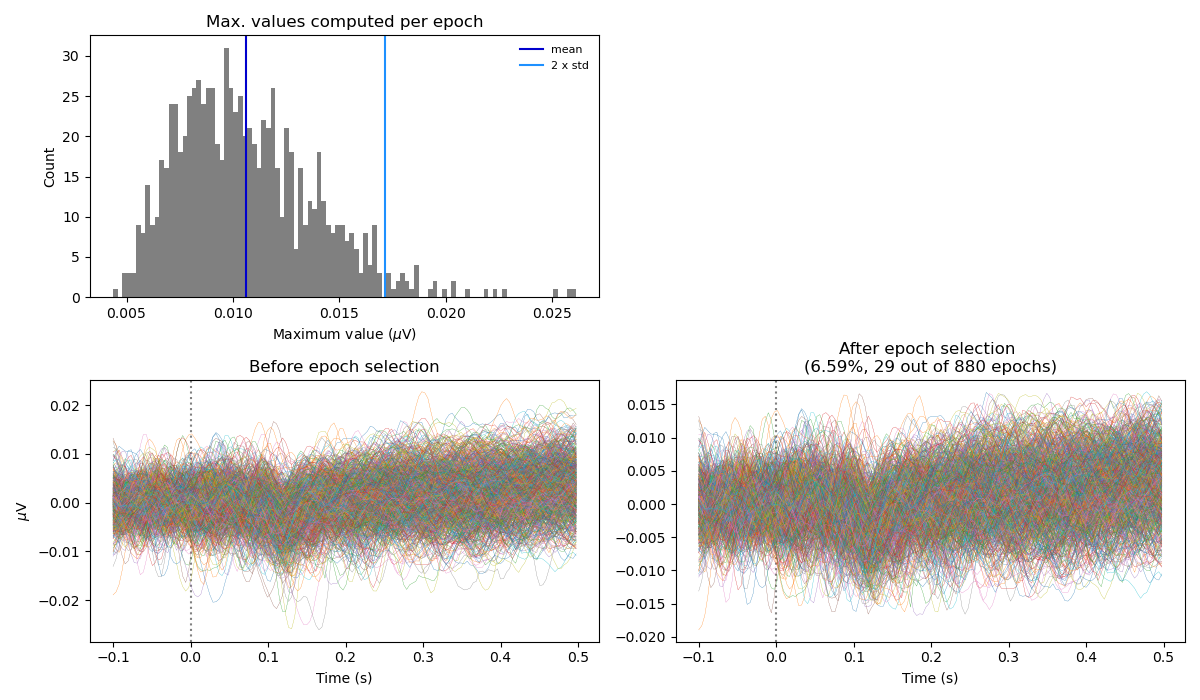 Max. values computed per epoch
30
25
20
15
10
5
0
Count
mean
2 x std
0.005 0.010 0.015 0.020 0.025
Maximum value (μV)
Before epoch selection
0.02
0.01
0.00
−0.01
−0.02
μV
−0.1 0.0 0.1 0.2 0.3 0.4 0.5
Time (s)
After epoch selection
(6.59%, 29 out of 880 epochs)
0.015
0.010
0.005
0.000
−0.005
−0.010
−0.015
−0.020
−0.1 0.0 0.1 0.2 0.3 0.4 0.5
Time (s)